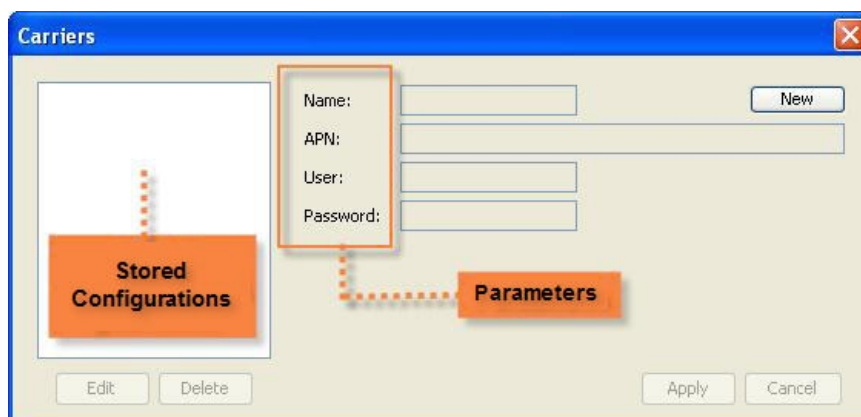 Carriers
Name:
New
APN:
User:
Password:
Stored
Configurations
Parameters
Edit
Delete
Apply
Cancel